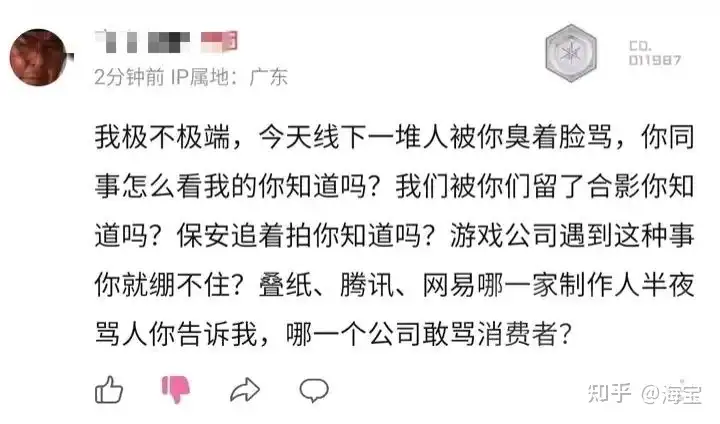 CO.
011987
2分钟前 IP属地：广东
我极不极端，今天线下一堆人被你臭着脸骂，你同
事怎么看我的你知道吗？我们被你们留了合影你知
道吗？保安追着拍你知道吗？游戏公司遇到这种事
你就绷不住？叠纸、腾讯、网易哪一家制作人半夜
骂人你告诉我，哪一个公司敢骂消费者？
知乎 @海宝